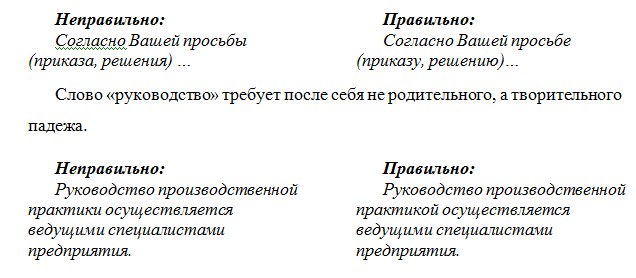 Неправильно:
Согласно Вашей просьбы
(приказа, решения) …
Правильно:
Согласно Вашей просьбе
(приказу, решению)…
Слово «руководство» требует после себя не родительного, а творительного
падежа.
Неправильно:
Руководство производственной
практики осуществляется
ведущими специалистами
предприятия.
Правильно:
Руководство производственной
практикой осуществляется
ведущими специалистами
предприятия.